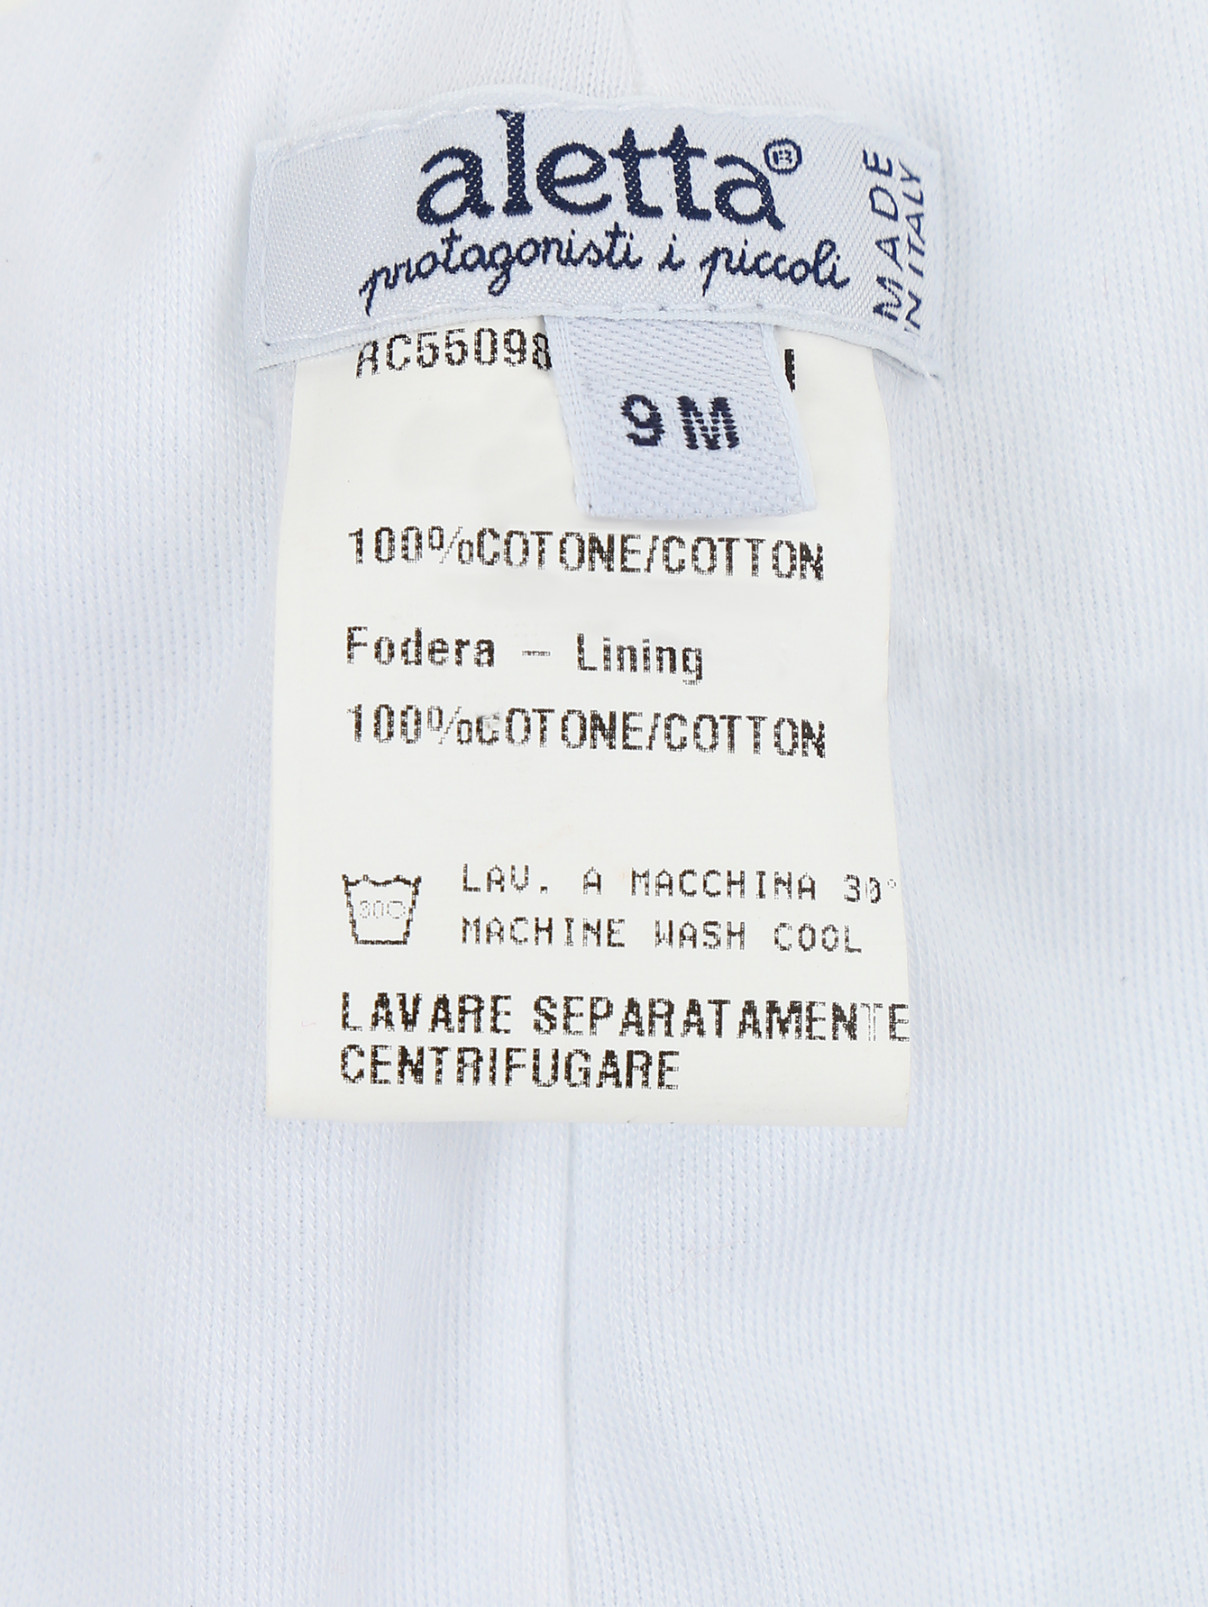 aletta®
protagonisti i piccoli
MADE
IN ITALY
9M
100%COTONE/COTTON
Fodera - Lining
100%COTONE/COTTON
LAV. A MACCHINA 30°
MACHINE WASH COOL
LAVARE SEPARATAMENTE
CENTRIFUGARE